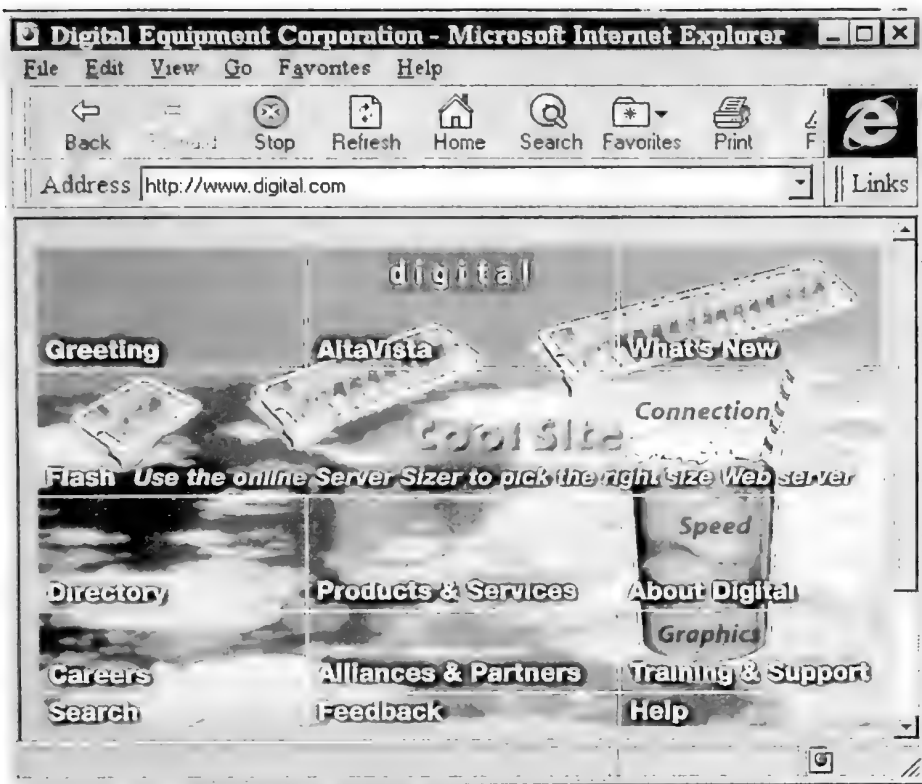 Digital Equipment Corporation - Microsoft Internet Explorer
File Edit View Go Favorites Help
Back Stop Refresh Home Search Favorites Print F
Address http://www.digital.com Links
digital
Greeting AltaVista What's New
Connection
Cool Site
Flash Use the online Server Sizer to pick the right size Web server
Speed
Directory Products & Services About Digital
Graphics
Careers Alliances & Partners Training & Support
Search Feedback Help